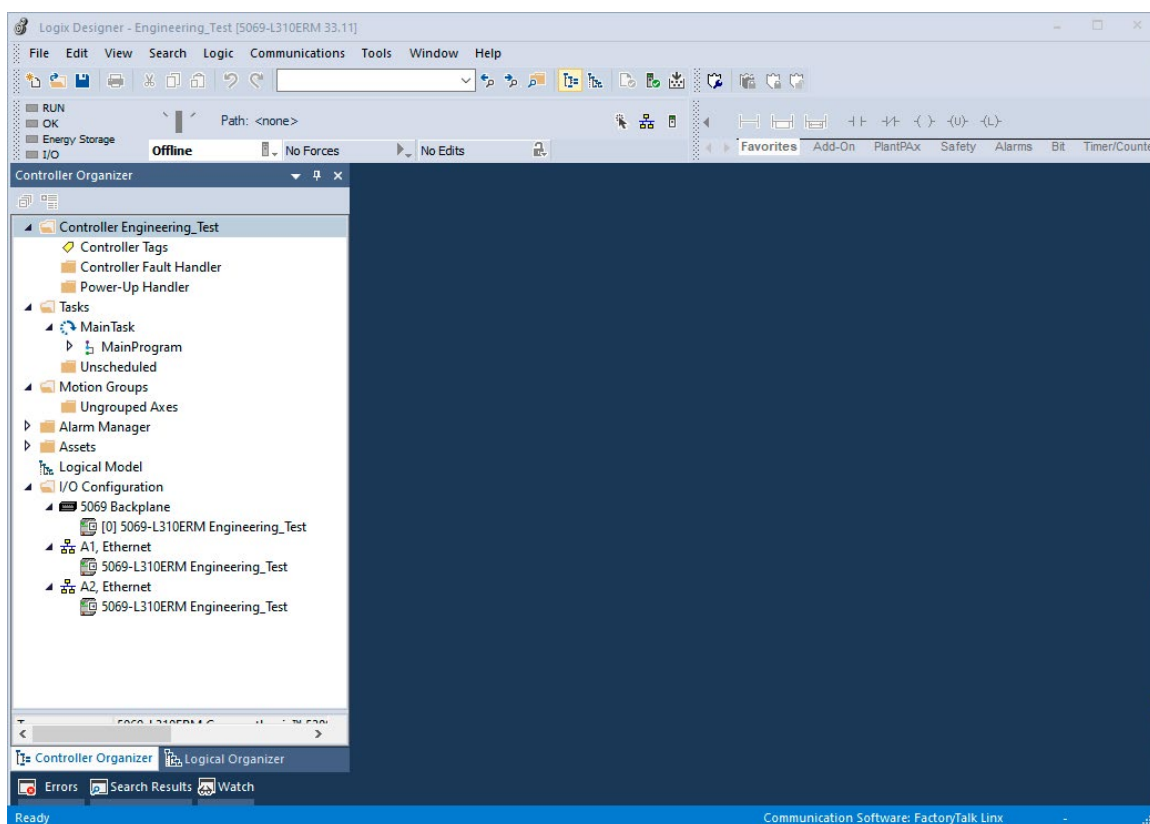 Logix Designer - Engineering_Test [5069-L310ERM 33.11]
File Edit View Search Logic Communications Tools Window Help
RUN
OK
Energy Storage
I/O
Path: <none>
Offline No Forces No Edits
Favorites Add-On PlantPAx Safety Alarms Bit Timer/Counte
Controller Organizer
Controller Engineering_Test
Controller Tags
Controller Fault Handler
Power-Up Handler
Tasks
MainTask
MainProgram
Unscheduled
Motion Groups
Ungrouped Axes
Alarm Manager
Assets
Logical Model
I/O Configuration
5069 Backplane
[0] 5069-L310ERM Engineering_Test
A1, Ethernet
5069-L310ERM Engineering_Test
A2, Ethernet
5069-L310ERM Engineering_Test
Controller Organizer Logical Organizer
Errors Search Results Watch
Ready Communication Software: FactoryTalk Linx -